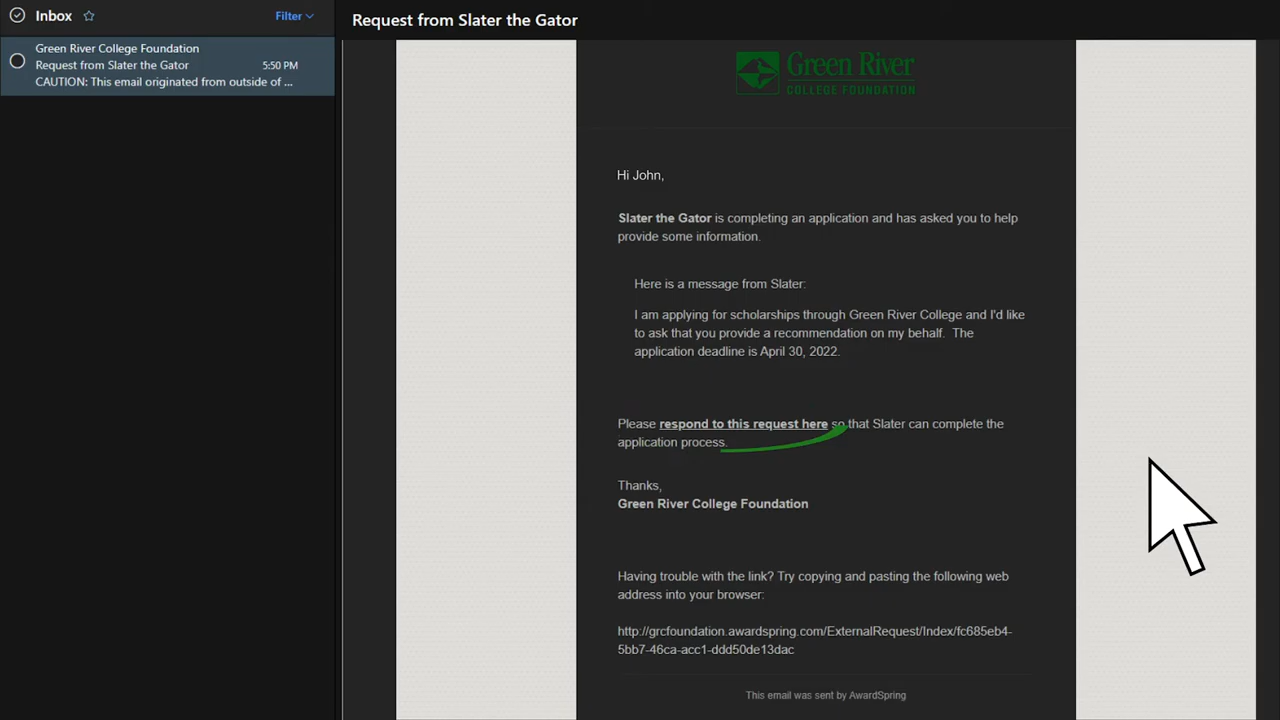 Inbox
Filter
Green River College Foundation
Request from Slater the Gator
5:50 PM
CAUTION: This email originated from outside of ...
Request from Slater the Gator
Green River
COLLEGE FOUNDATION
Hi John,
Slater the Gator is completing an application and has asked you to help
provide some information.
Here is a message from Slater:
I am applying for scholarships through Green River College and I'd like
to ask that you provide a recommendation on my behalf.  The
application deadline is April 30, 2022.
Please respond to this request here so that Slater can complete the
application process.
Thanks,
Green River College Foundation
Having trouble with the link? Try copying and pasting the following web
address into your browser:
http://grcfoundation.awardspring.com/ExternalRequest/Index/fc685eb4-
5bb7-46ca-acc1-ddd50de13dac
This email was sent by AwardSpring